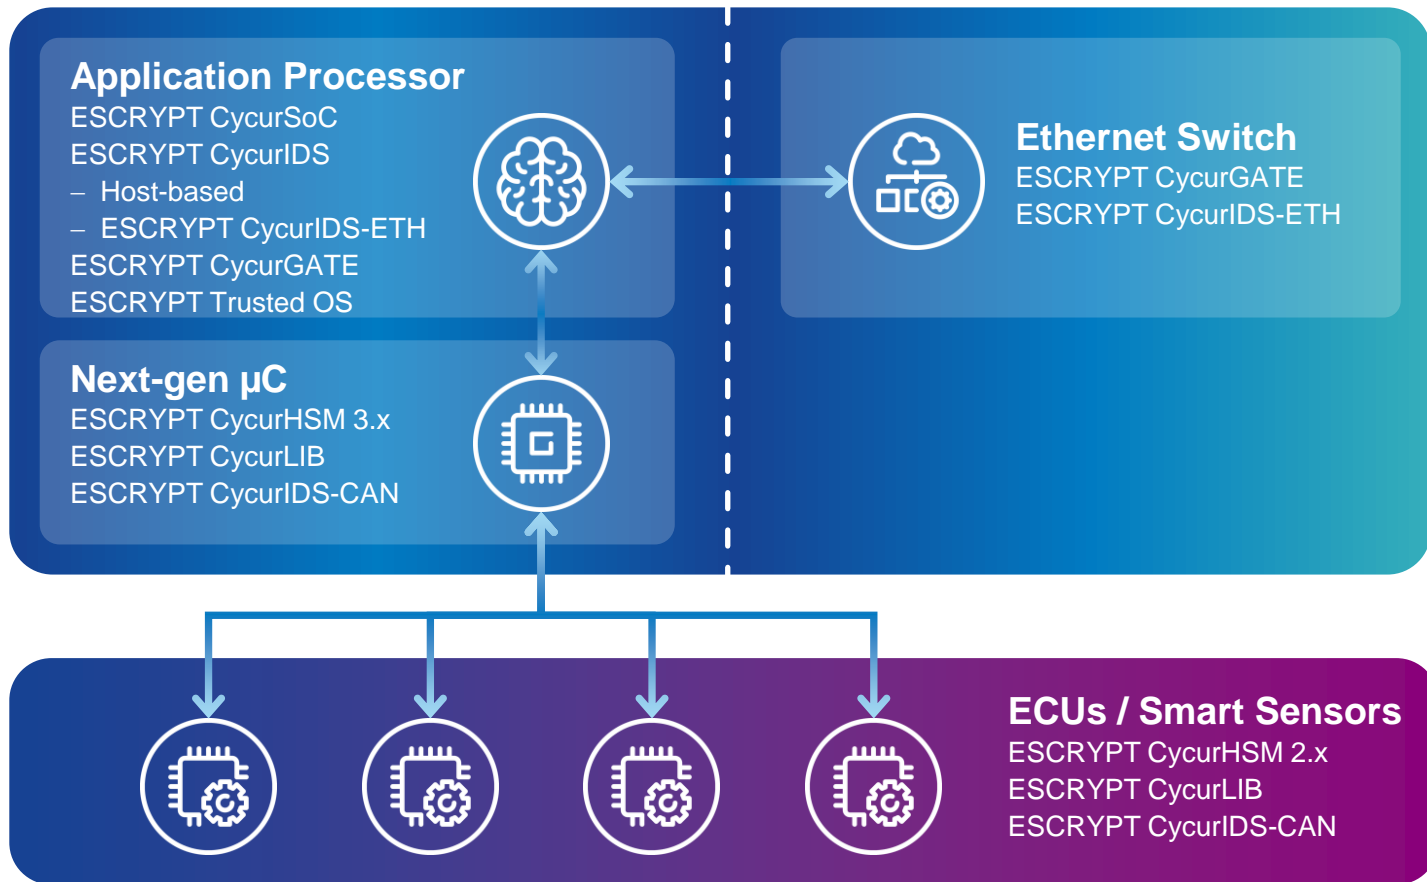 Application Processor
ESCRYPT CycurSoC
ESCRYPT CycurIDS
– Host-based
– ESCRYPT CycurIDS-ETH
ESCRYPT CycurGATE
ESCRYPT Trusted OS
Ethernet Switch
ESCRYPT CycurGATE
ESCRYPT CycurIDS-ETH
Next-gen µC
ESCRYPT CycurHSM 3.x
ESCRYPT CycurLIB
ESCRYPT CycurIDS-CAN
ECUs / Smart Sensors
ESCRYPT CycurHSM 2.x
ESCRYPT CycurLIB
ESCRYPT CycurIDS-CAN